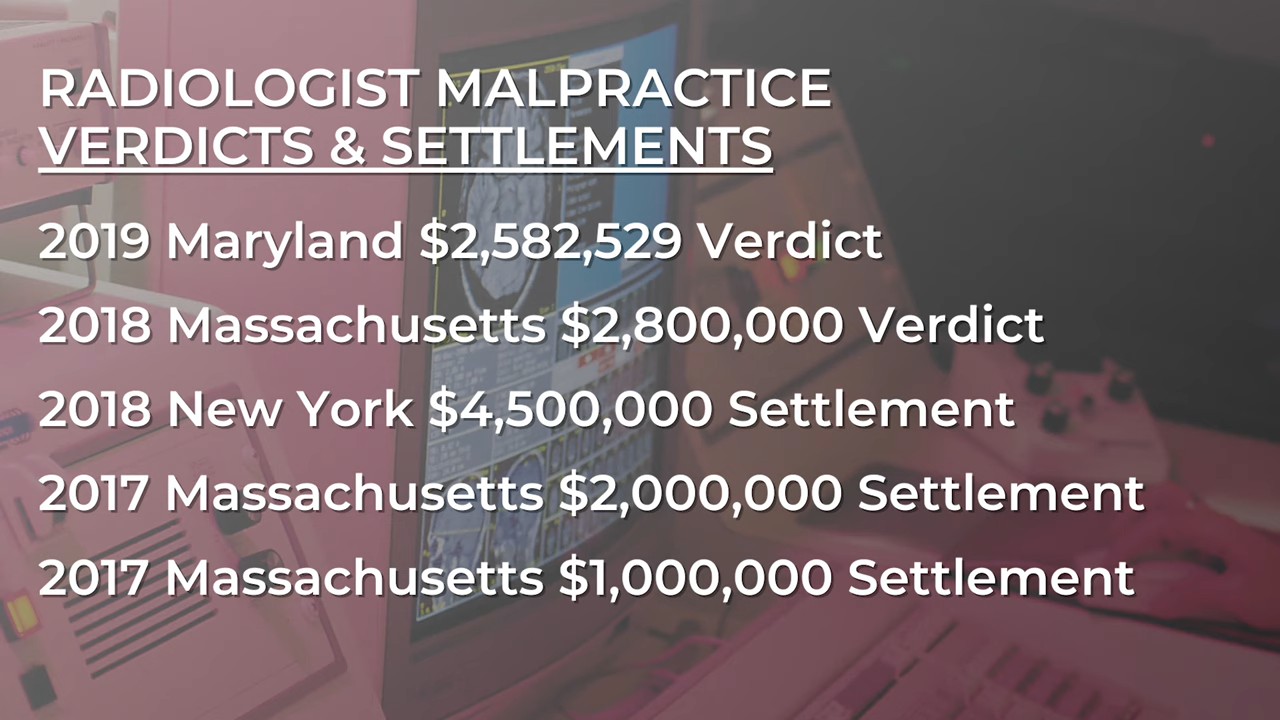 RADIOLOGIST MALPRACTICE
VERDICTS & SETTLEMENTS
2019 Maryland $2,582,529 Verdict
2018 Massachusetts $2,800,000 Verdict
2018 New York $4,500,000 Settlement
2017 Massachusetts $2,000,000 Settlement
2017 Massachusetts $1,000,000 Settlement